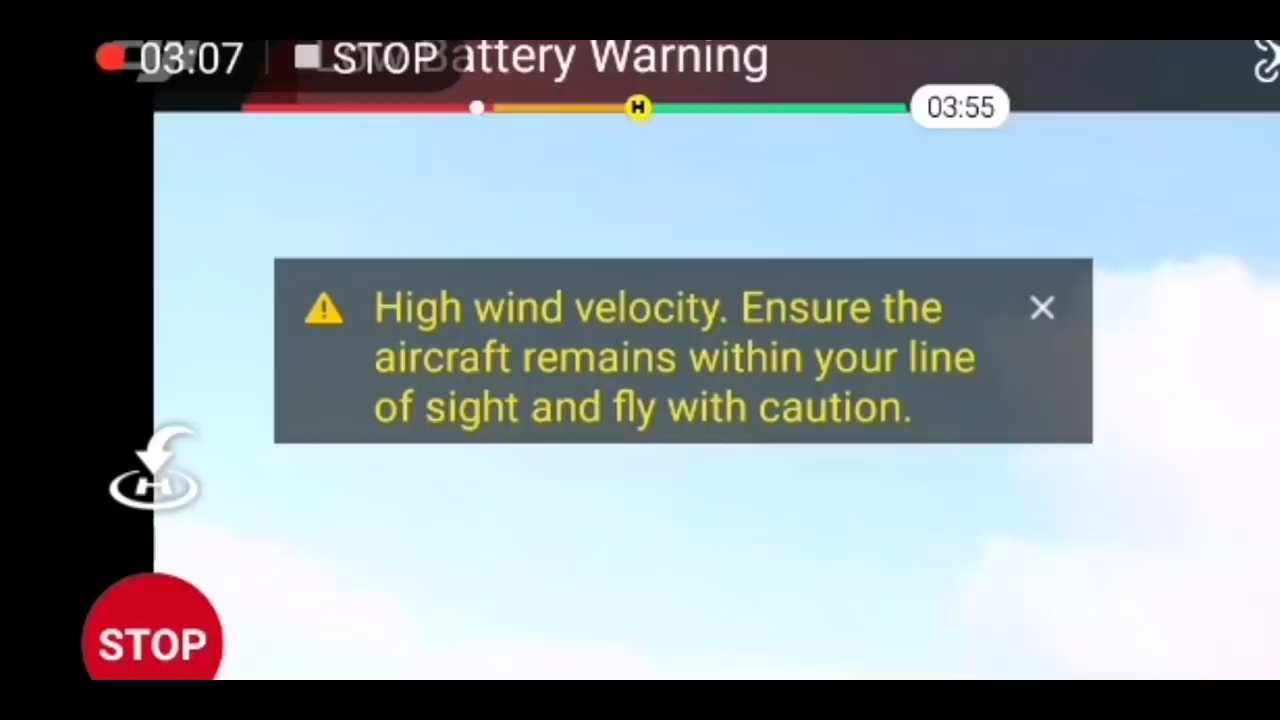 03:07 STOP Battery Warning
H
03:55
High wind velocity. Ensure the
aircraft remains within your line
of sight and fly with caution.
H
STOP